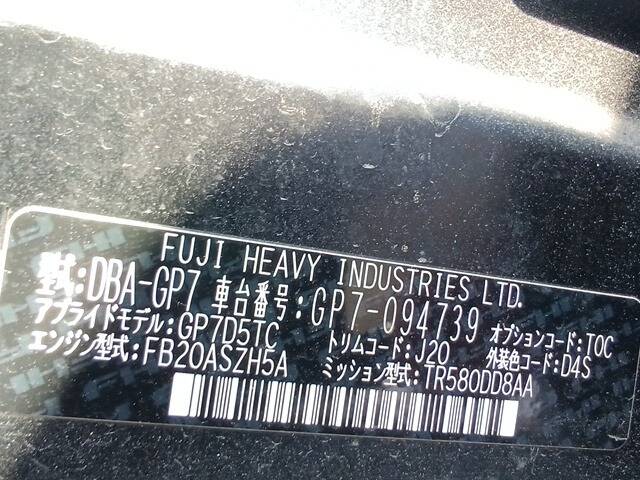 FUJI HEAVY INDUSTRIES LTD.
型式:DBA-GP7 車台番号:GP7-094739
アプライドモデル:GP7D5TC トリムコード:J20 オプションコード:TOC
エンジン型式:FB20ASZH5A ミッション型式:TR580DD8AA 外装色コード:D4S